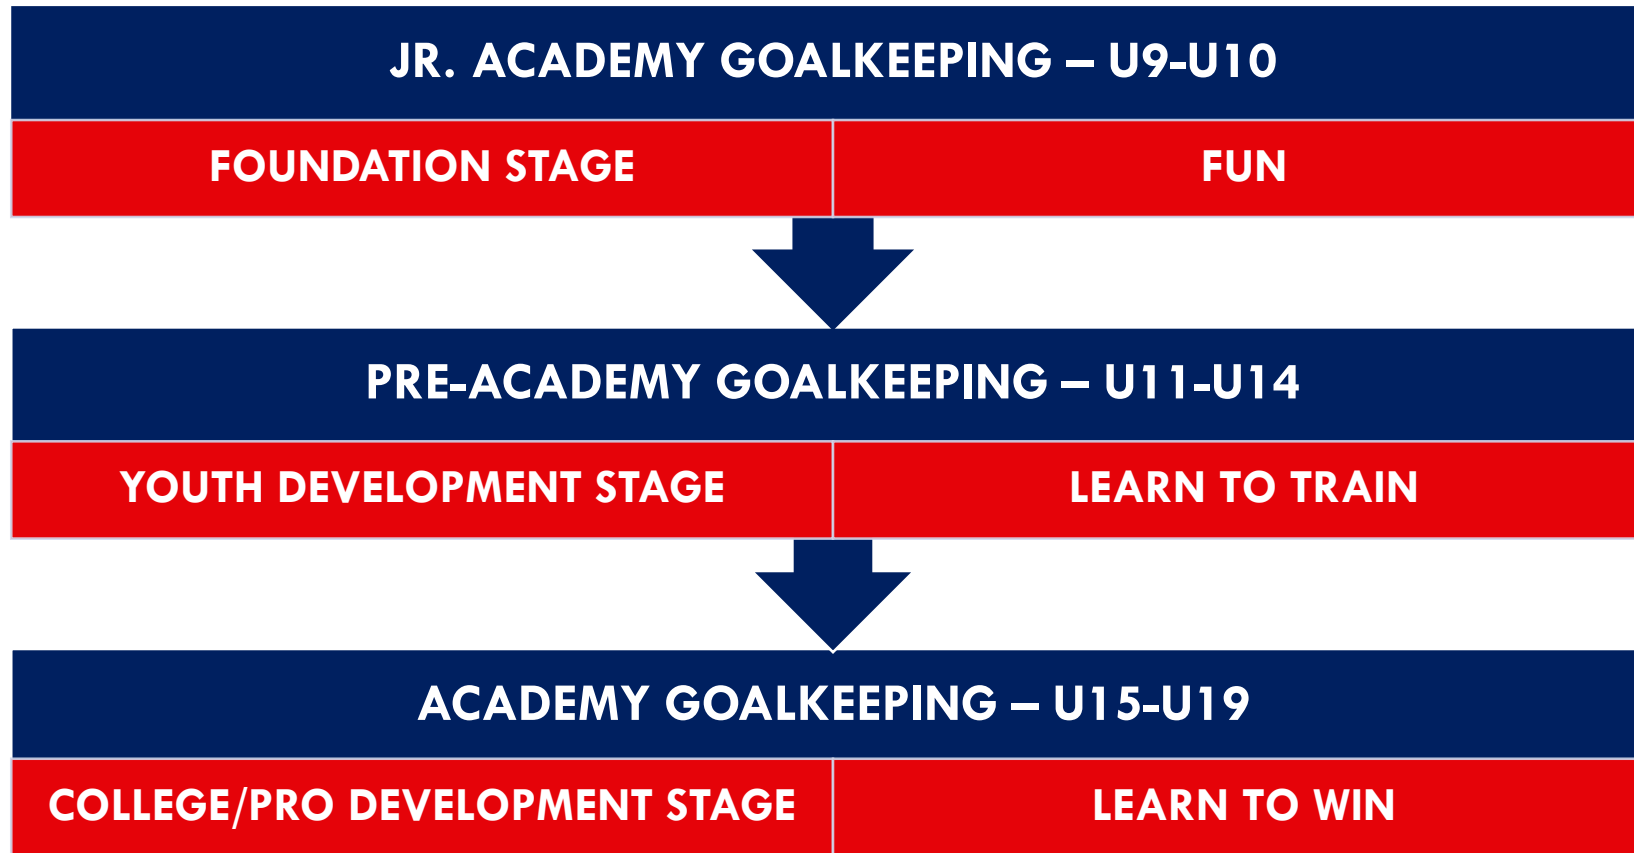 JR. ACADEMY GOALKEEPING – U9-U10
FOUNDATION STAGE
FUN
PRE-ACADEMY GOALKEEPING – U11-U14
YOUTH DEVELOPMENT STAGE
LEARN TO TRAIN
ACADEMY GOALKEEPING – U15-U19
COLLEGE/PRO DEVELOPMENT STAGE
LEARN TO WIN